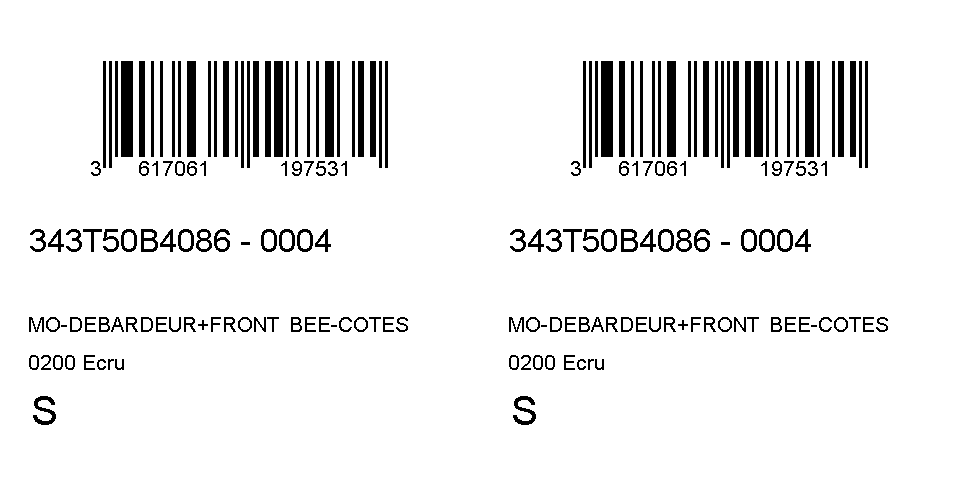 3 617061 197531
343T50B4086 - 0004
MO-DEBARDEUR+FRONT BEE-COTES
0200 Ecru
S
3 617061 197531
343T50B4086 - 0004
MO-DEBARDEUR+FRONT BEE-COTES
0200 Ecru
S